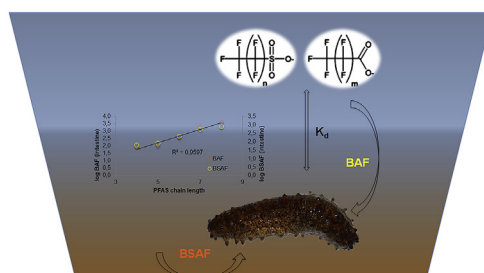 F F O
F S O-
F F O
n
F F O
F O-
F F
m
4,0
3,5
3,0
2,5
2,0
1,5
1,0
0,5
0,0
log BAF (Intestine)
R² = 0,9597
BAF
BSAF
3,5
3,0
2,5
2,0
1,5
1,0
0,5
0,0
log BSAF (Intestine)
3 5 7 9
PFAS chain length
Kd
BAF
BSAF